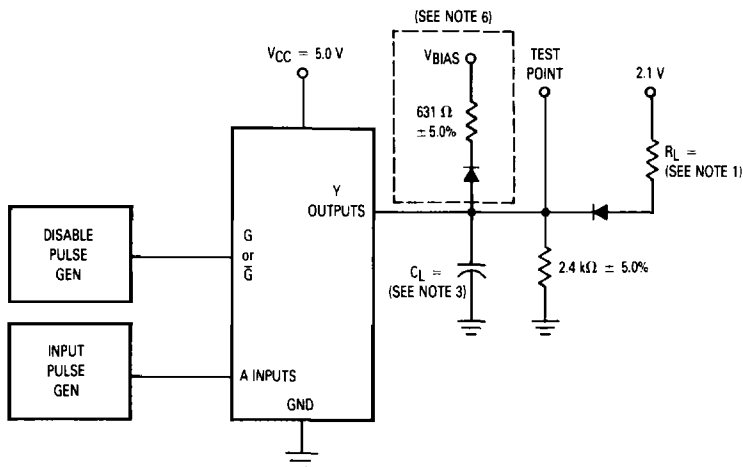 (SEE NOTE 6)
VCC = 5.0 V
VBIAS
TEST
POINT
2.1 V
631 Ω
± 5.0%
RL =
(SEE NOTE 1)
Y
OUTPUTS
DISABLE
PULSE
GEN
G
or
G̅
CL =
(SEE NOTE 3)
2.4 kΩ ± 5.0%
INPUT
PULSE
GEN
A INPUTS
GND